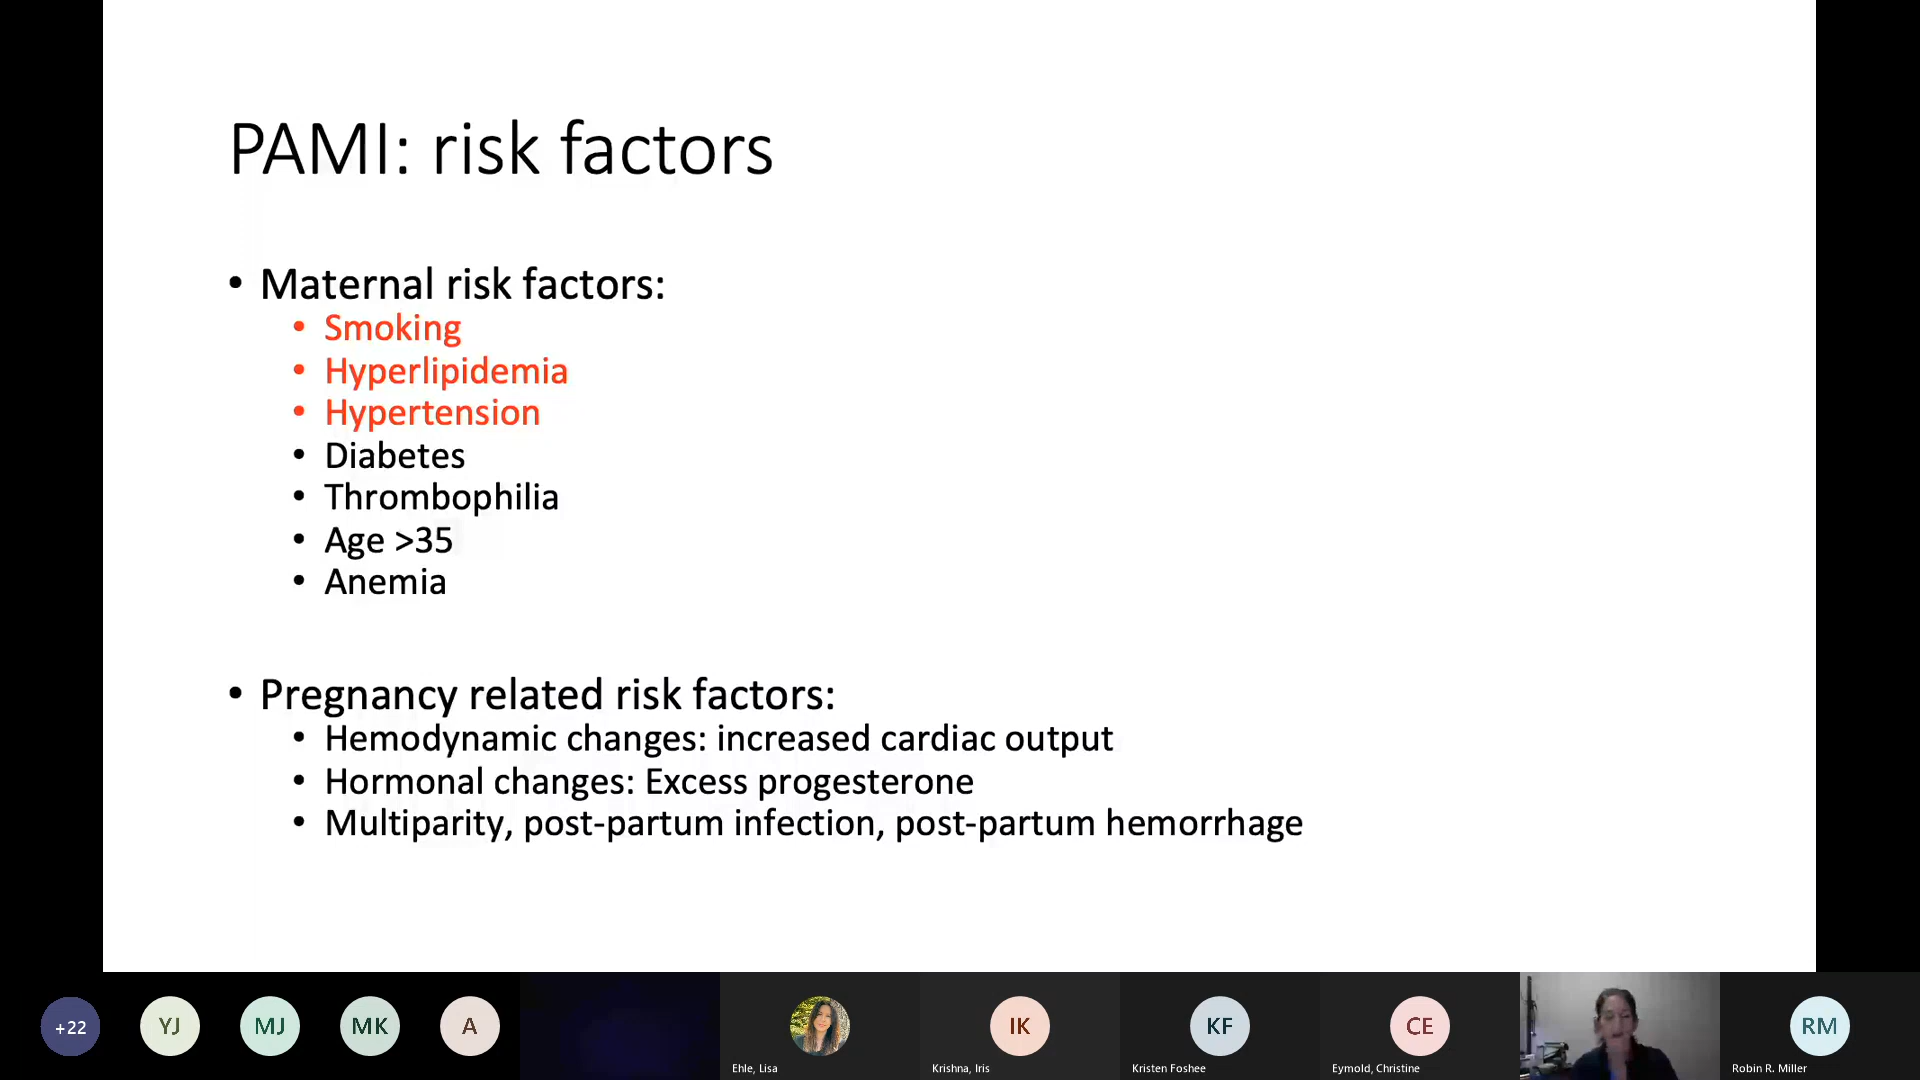 PAMI: risk factors
• Maternal risk factors:
• Smoking
• Hyperlipidemia
• Hypertension
• Diabetes
• Thrombophilia
• Age >35
• Anemia
• Pregnancy related risk factors:
• Hemodynamic changes: increased cardiac output
• Hormonal changes: Excess progesterone
• Multiparity, post-partum infection, post-partum hemorrhage
+22
YJ
MJ
MK
A
Ehle, Lisa
IK
Krishna, Iris
KF
Kristen Foshee
CE
Eymold, Christine
RM
Robin R. Miller